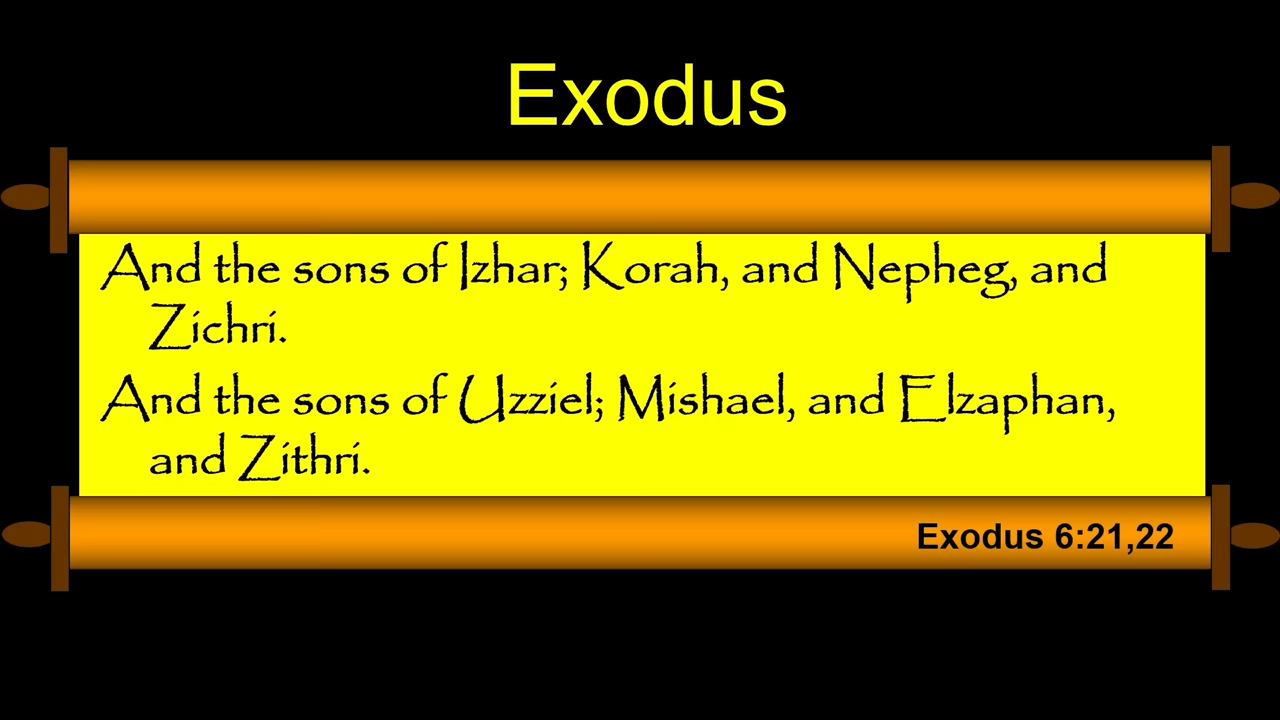 Exodus
And the sons of Izhar; Korah, and Nepheg, and
Zichri.
And the sons of Uzziel; Mishael, and Elzaphan,
and Zithri.
Exodus 6:21,22